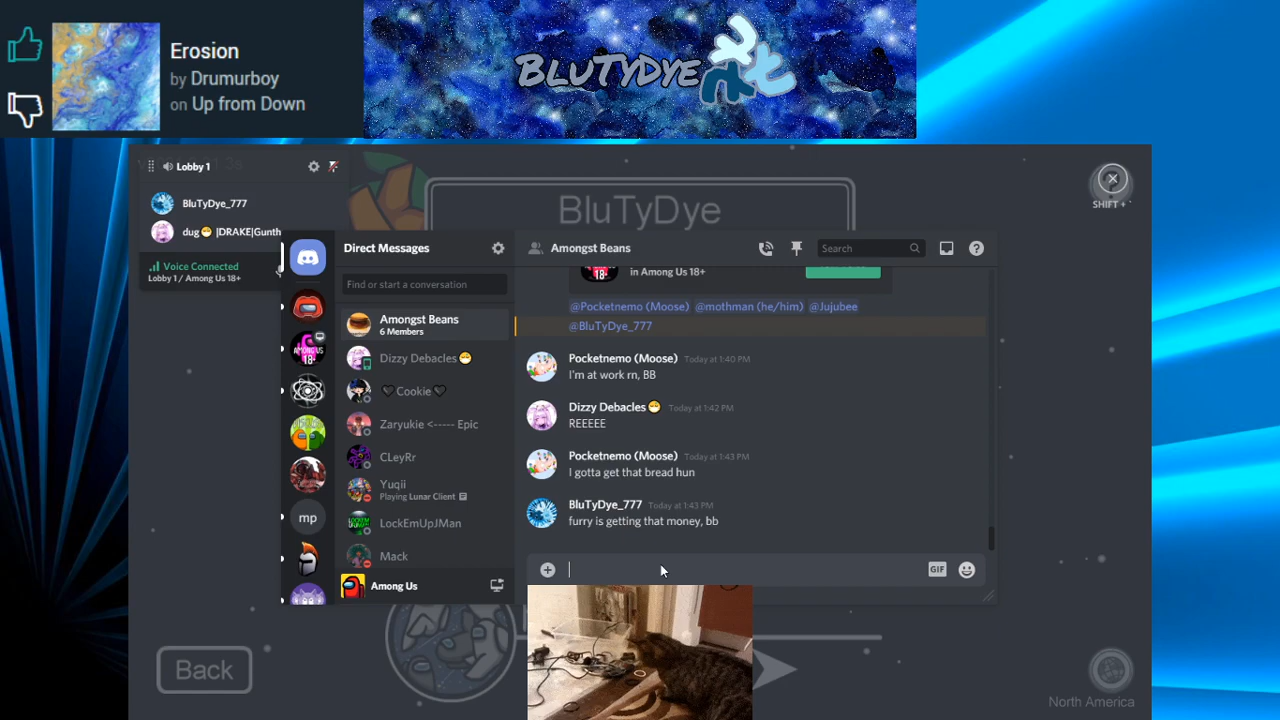 Erosion
by Drumurboy
on Up from Down
BLUTYDYE
Lobby 1
BluTyDye_777
dug😷 |DRAKE|Gunth
Voice Connected
Lobby 1 / Among Us 18+
BluTyDye
SHIFT + `
Direct Messages
Find or start a conversation
Amongst Beans
6 Members
Dizzy Debacles😷
🖤Cookie🖤
Zaryukie <----- Epic
CLeyRr
Yuqii
Playing Lunar Client
LockEmUpJMan
Mack
Among Us
AMONG US
18+
mp
Amongst Beans
Search
18+
in Among Us 18+
@Pocketnemo (Moose) @mothman (he/him) @Jujubee
@BluTyDye_777
Pocketnemo (Moose) Today at 1:40 PM
I'm at work rn, BB
Dizzy Debacles 😷 Today at 1:42 PM
REEEEE
Pocketnemo (Moose) Today at 1:43 PM
I gotta get that bread hun
BluTyDye_777 Today at 1:43 PM
furry is getting that money, bb
GIF
Back
North America